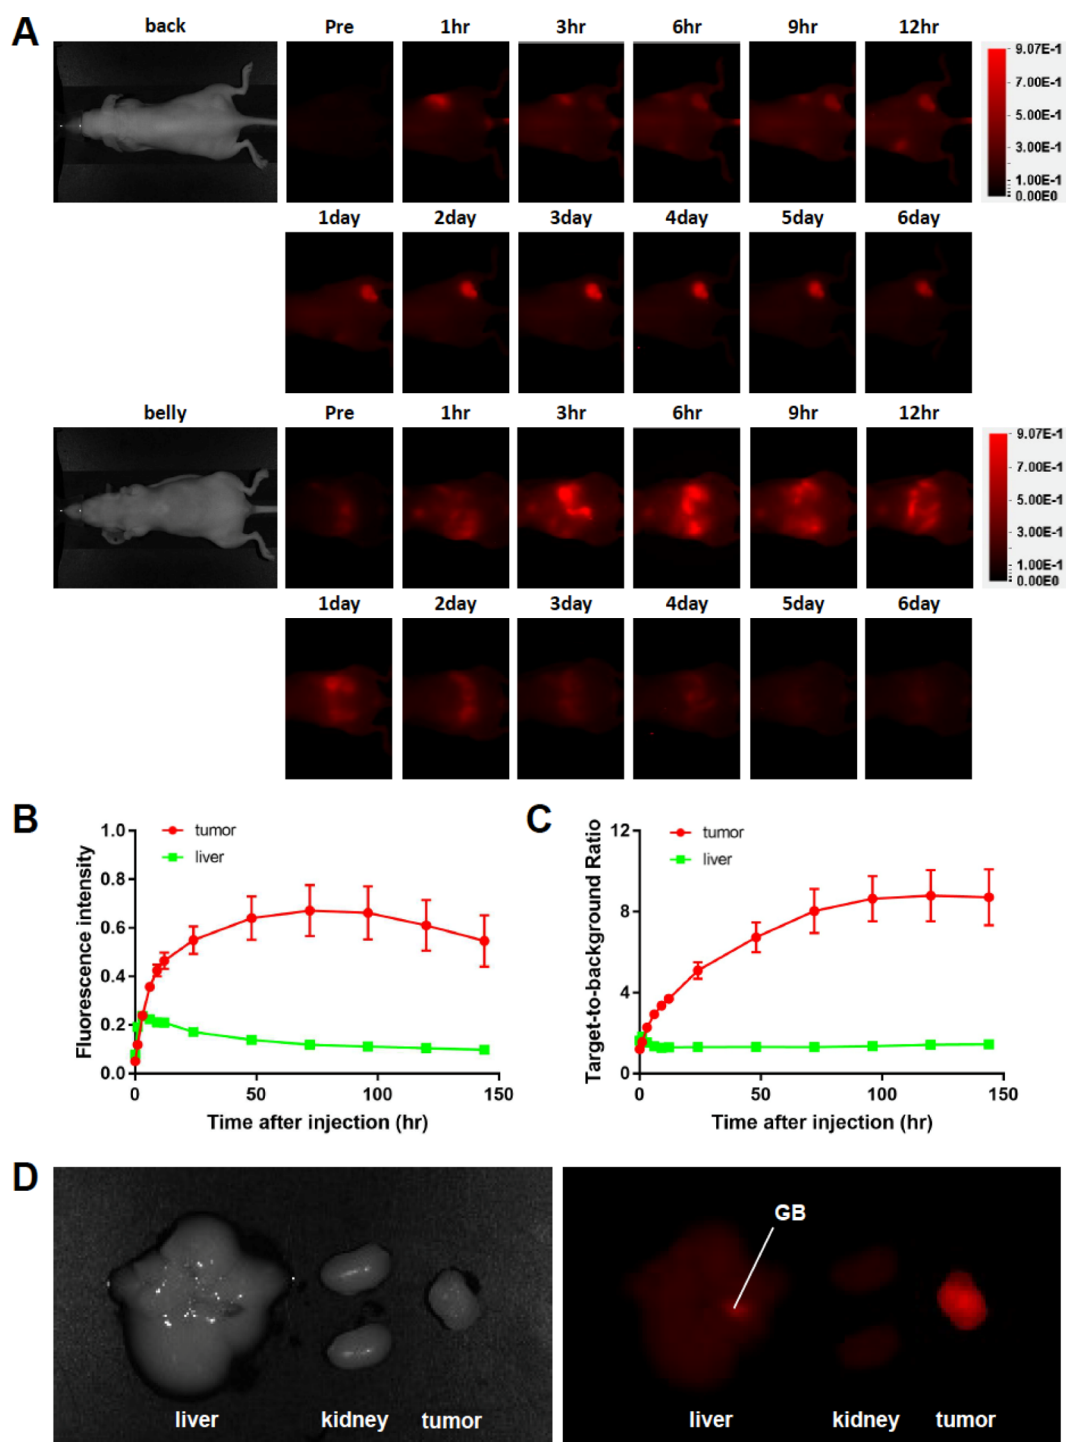 A
back
Pre
1hr
3hr
6hr
9hr
12hr
9.07E-1
7.00E-1
5.00E-1
3.00E-1
1.00E-1
0.00E0
1day
2day
3day
4day
5day
6day
belly
Pre
1hr
3hr
6hr
9hr
12hr
9.07E-1
7.00E-1
5.00E-1
3.00E-1
1.00E-1
0.00E0
1day
2day
3day
4day
5day
6day
B
tumor
liver
Fluorescence intensity
1.0
0.8
0.6
0.4
0.2
0.0
0
50
100
150
Time after injection (hr)
C
tumor
liver
Target-to-background Ratio
12
8
4
0
0
50
100
150
Time after injection (hr)
D
liver
kidney
tumor
GB
liver
kidney
tumor